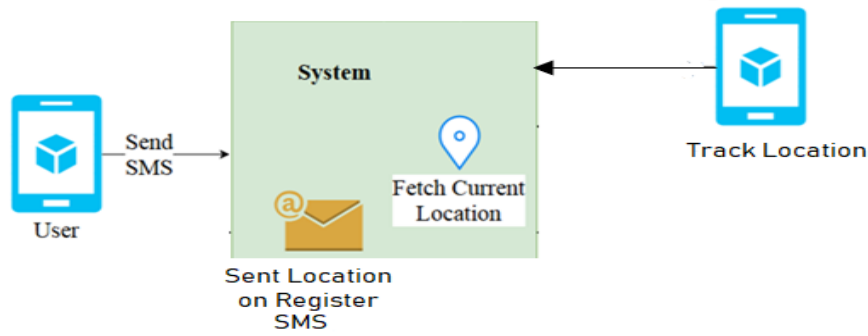 System
Send
SMS
User
Fetch Current
Location
@
Sent Location
on Register
SMS
Track Location